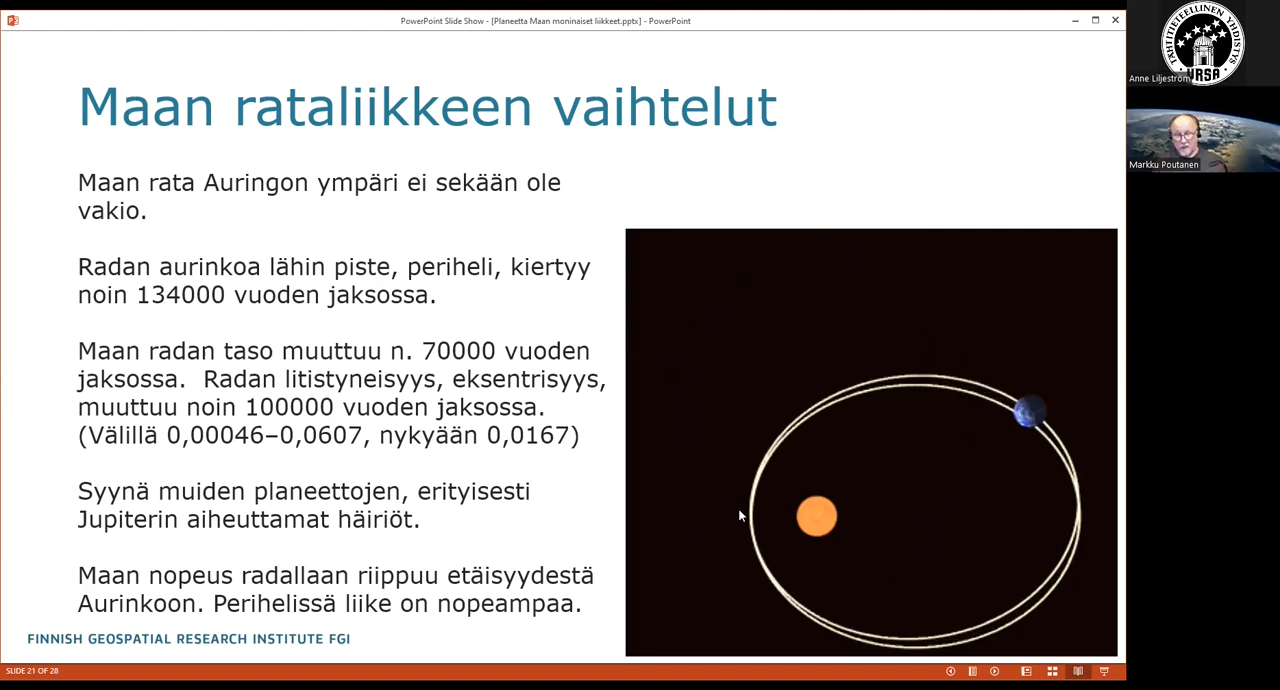 PowerPoint Slide Show - [Planeetta Maan moninaiset liikkeet.pptx] - PowerPoint
TÄHTITIETEELLINEN YHDISTYS
URSA
Anne Liljeström
Markku Poutanen
Maan rataliikkeen vaihtelut
Maan rata Auringon ympäri ei sekään ole
vakio.
Radan aurinkoa lähin piste, periheli, kiertyy
noin 134000 vuoden jaksossa.
Maan radan taso muuttuu n. 70000 vuoden
jaksossa.  Radan litistyneisyys, eksentrisyys,
muuttuu noin 100000 vuoden jaksossa.
(Välillä 0,00046–0,0607, nykyään 0,0167)
Syynä muiden planeettojen, erityisesti
Jupiterin aiheuttamat häiriöt.
Maan nopeus radallaan riippuu etäisyydestä
Aurinkoon. Perihelissä liike on nopeampaa.
FINNISH GEOSPATIAL RESEARCH INSTITUTE FGI
SLIDE 21 OF 28